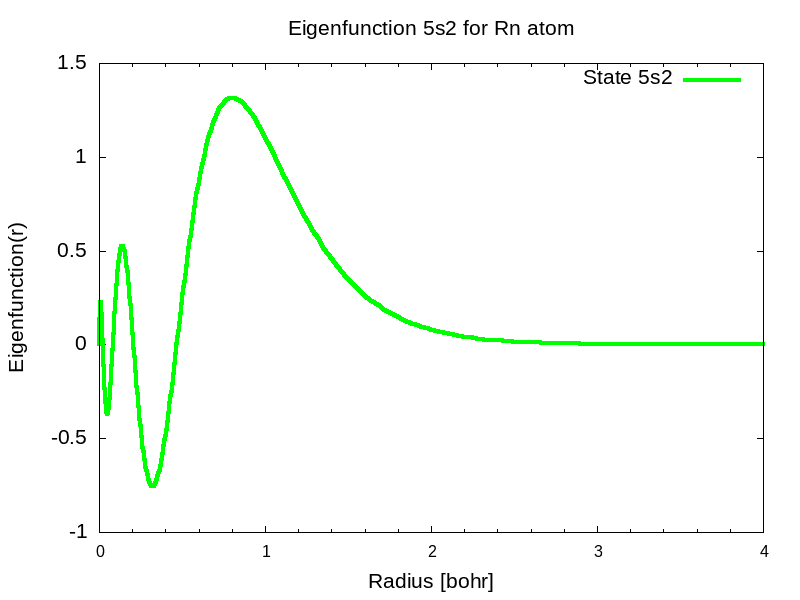 Eigenfunction 5s2 for Rn atom
State 5s2
1.5
1
0.5
0
-0.5
-1
Eigenfunction(r)
0 1 2 3 4
Radius [bohr]